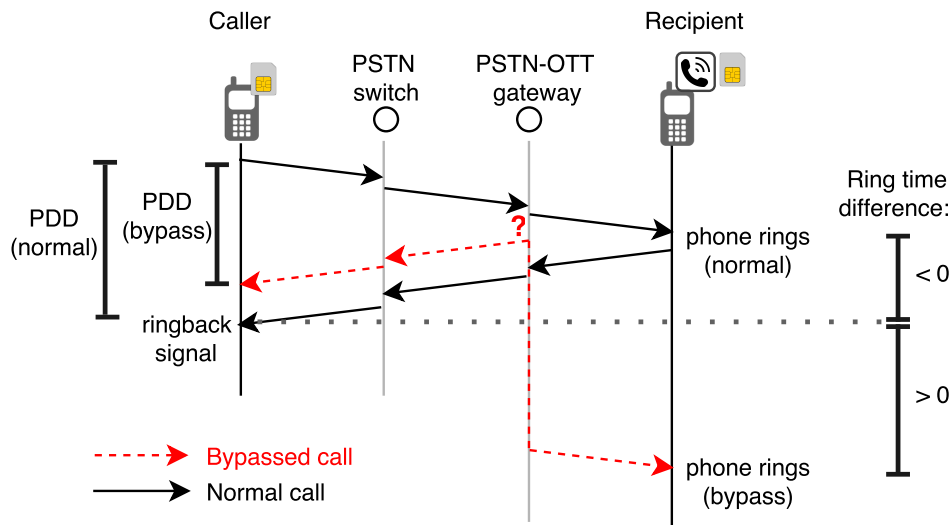 Caller
Recipient
PSTN
switch
PSTN-OTT
gateway
PDD
(normal)
PDD
(bypass)
?
Ring time
difference:
phone rings
(normal)
< 0
ringback
signal
> 0
Bypassed call
Normal call
phone rings
(bypass)